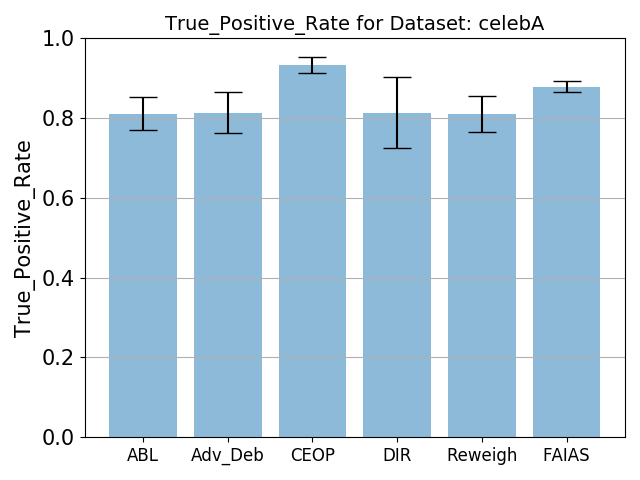 True_Positive_Rate for Dataset: celebA
True_Positive_Rate
1.0
0.8
0.6
0.4
0.2
0.0
ABL Adv_Deb CEOP DIR Reweigh FAIAS